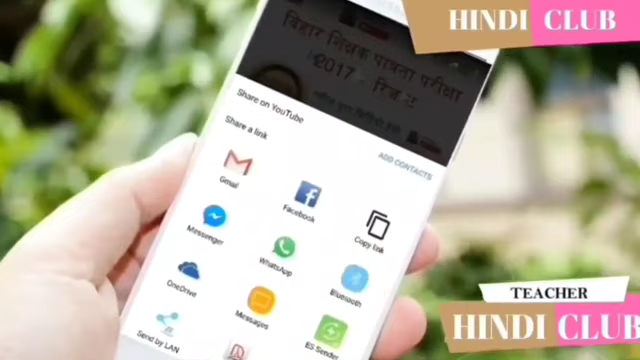 HINDI CLUB
बिहार शिक्षक पात्रता परीक्षा
2017 - रिजल्ट
Share on YouTube
Share a link
ADD CONTACTS
Gmail
Facebook
Copy link
Messenger
WhatsApp
Bluetooth
OneDrive
Messages
ES Sender
Send by LAN
TEACHER
HINDI CLUB